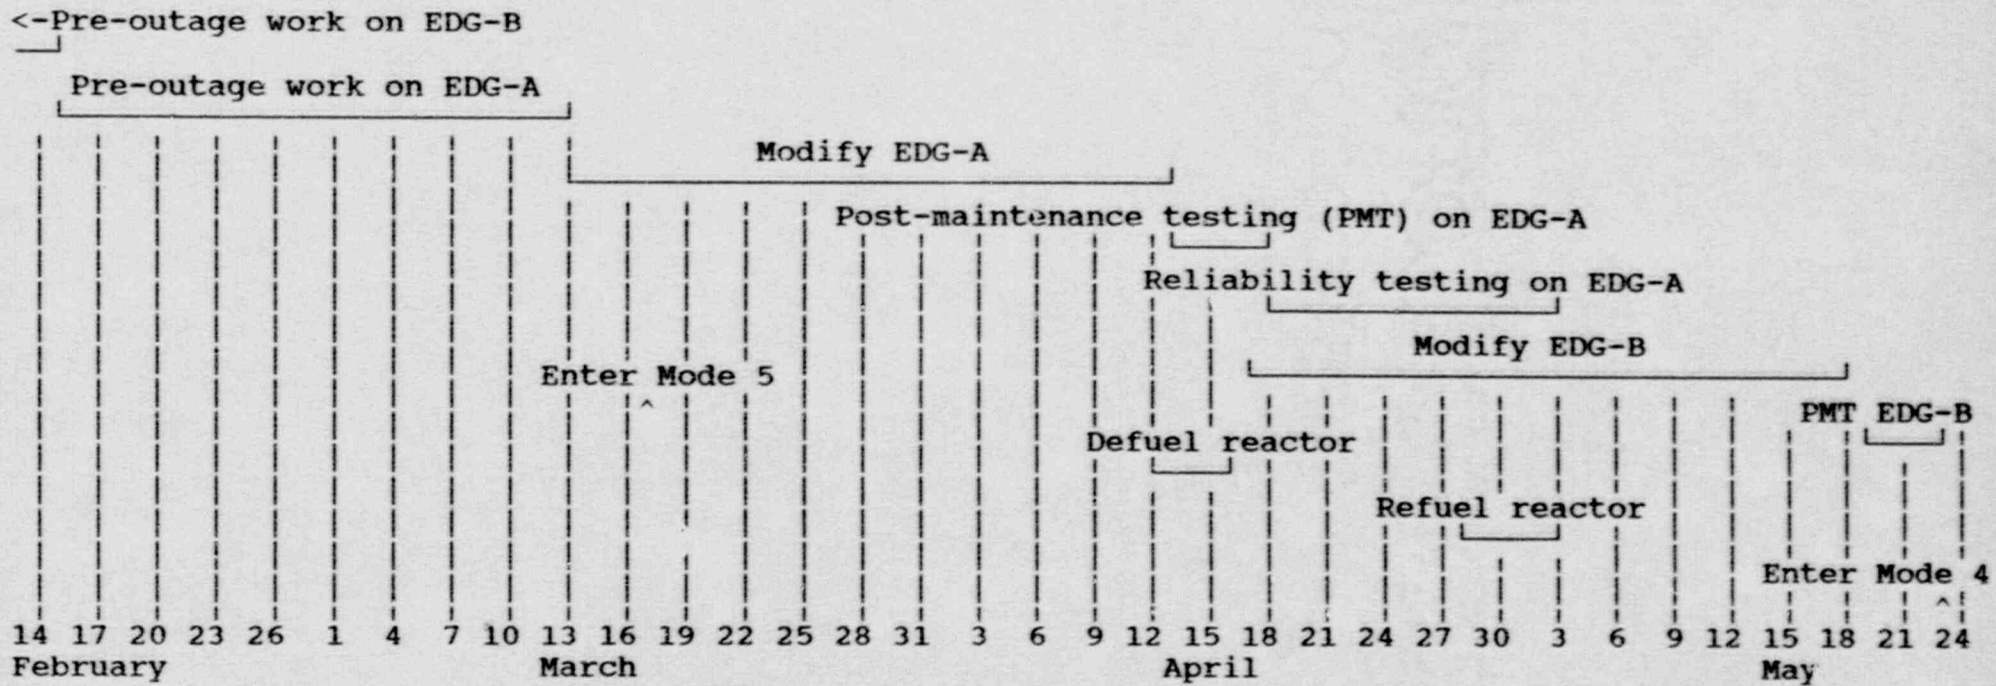 <-Pre-outage work on EDG-B
Pre-outage work on EDG-A
Modify EDG-A
Post-maintenance testing (PMT) on EDG-A
Reliability testing on EDG-A
Modify EDG-B
Enter Mode 5
^
PMT EDG-B
Defuel reactor
Refuel reactor
Enter Mode 4
^
14 17 20 23 26 1 4 7 10 13 16 19 22 25 28 31 3 6 9 12 15 18 21 24 27 30 3 6 9 12 15 18 21 24
February March April May